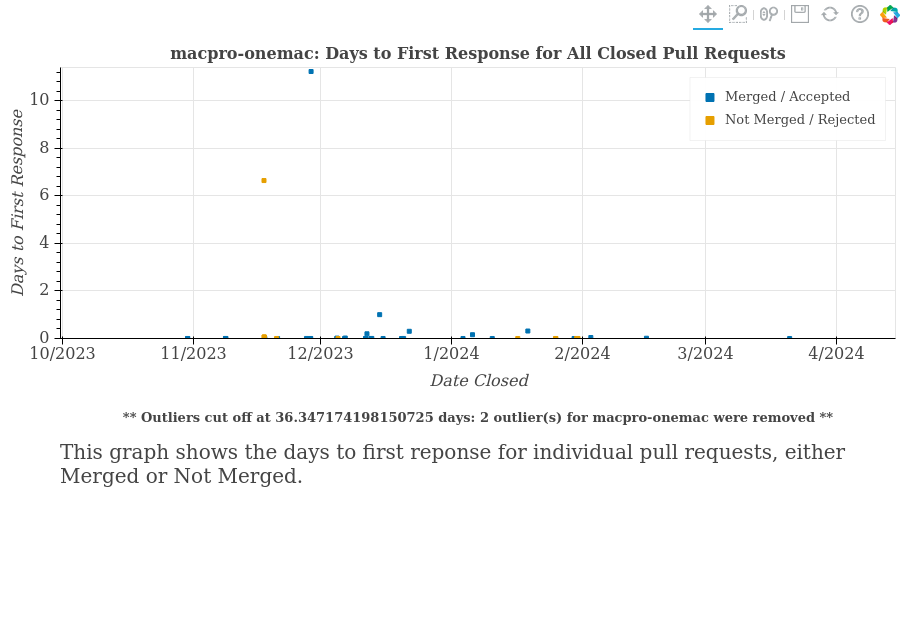 macpro-onemac: Days to First Response for All Closed Pull Requests
Merged / Accepted
Not Merged / Rejected
Days to First Response
10
8
6
4
2
0
10/2023 11/2023 12/2023 1/2024 2/2024 3/2024 4/2024
Date Closed
** Outliers cut off at 36.347174198150725 days: 2 outlier(s) for macpro-onemac were removed **
This graph shows the days to first reponse for individual pull requests, either
Merged or Not Merged.